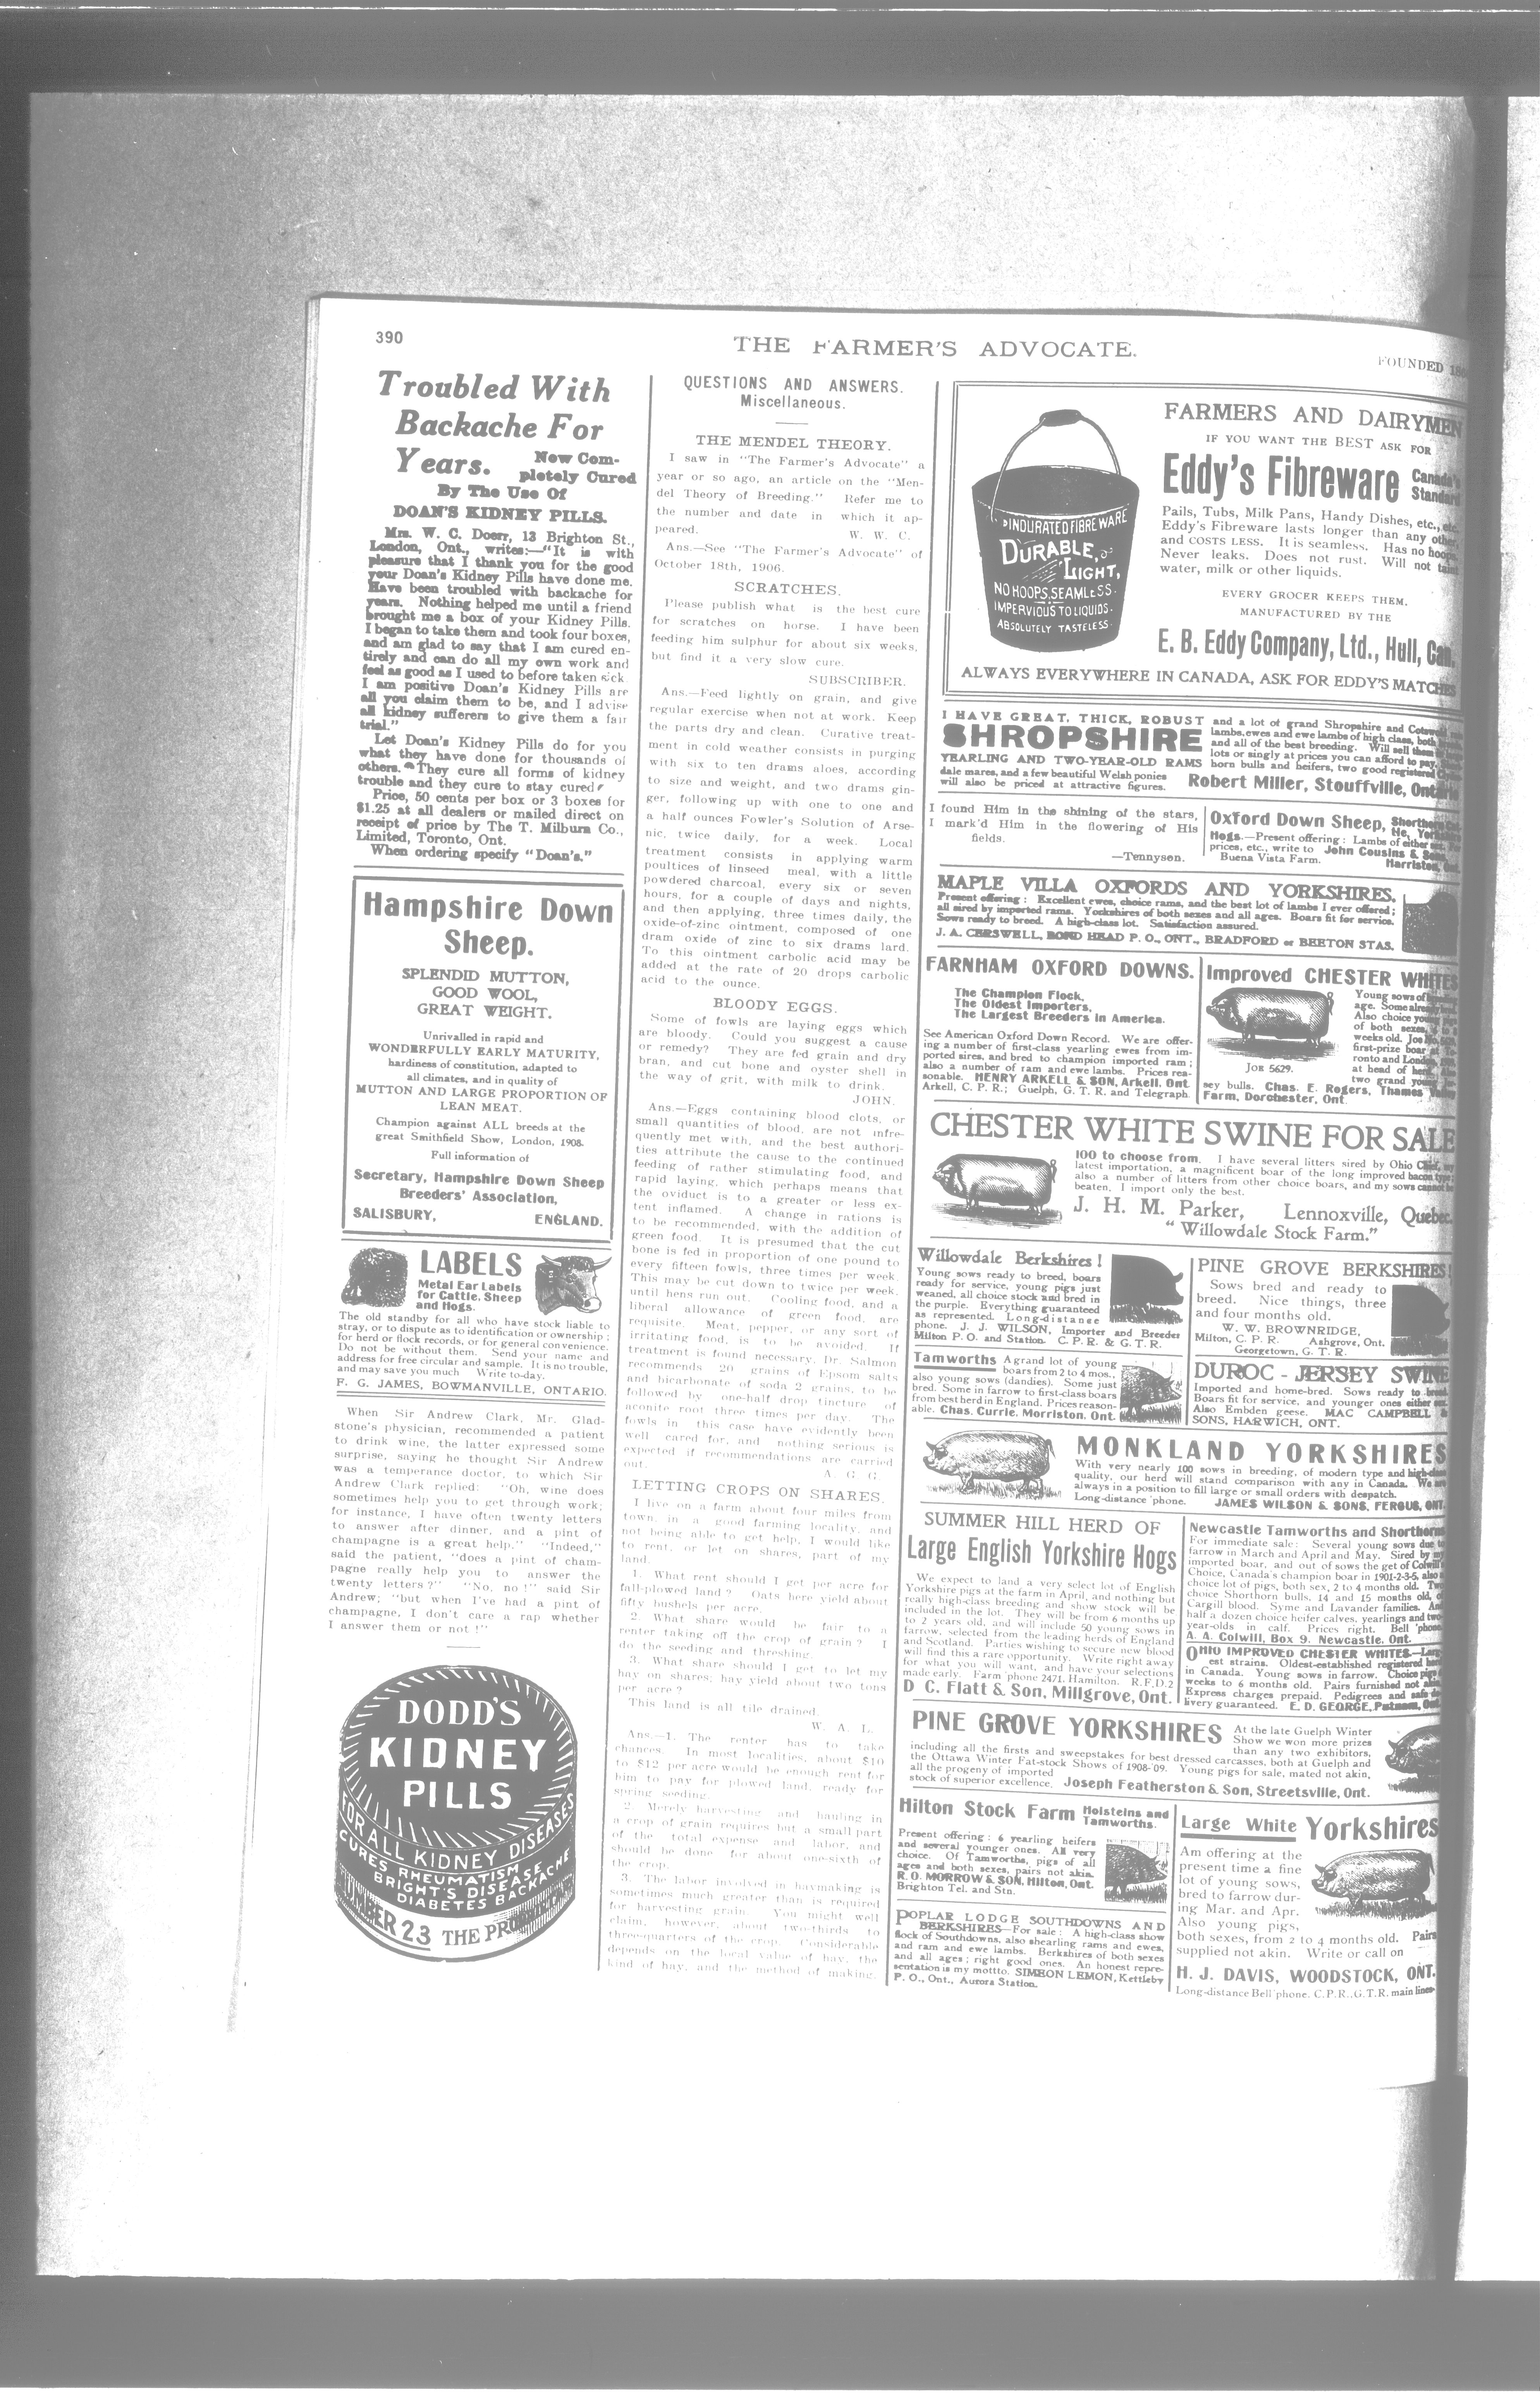 390
THE FARMER'S ADVOCATE.
FOUNDED
Troubled With
Backache For
Years. Now Com-
pletely Cured
By The Use Of
DOAN'S KIDNEY PILLS.
Mrs. W. C. Doerr, 13 Brighton St.,
London, Ont., writes:—"It is with
pleasure that I thank you for the good
your Doan's Kidney Pills have done me.
Have been troubled with backache for
years. Nothing helped me until a friend
brought me a box of your Kidney Pills.
I began to take them and took four boxes,
and am glad to say that I am cured en-
tirely and can do all my own work and
feel as good as I used to before taken sick.
I am positive Doan's Kidney Pills are
all you claim them to be, and I advise
all kidney sufferers to give them a fair
trial."
Let Doan's Kidney Pills do for you
what they have done for thousands of
others. They cure all forms of kidney
trouble and they cure to stay cured
Price, 50 cents per box or 3 boxes for
$1.25 at all dealers or mailed direct on
receipt of price by The T. Milburn Co.,
Limited, Toronto, Ont.
When ordering specify "Doan's."
Hampshire Down
Sheep.
SPLENDID MUTTON,
GOOD WOOL,
GREAT WEIGHT.
Unrivalled in rapid and
WONDERFULLY EARLY MATURITY,
hardiness of constitution, adapted to
all climates, and in quality of
MUTTON AND LARGE PROPORTION OF
LEAN MEAT.
Champion against ALL breeds at the
great Smithfield Show, London, 1908.
Full information of
Secretary, Hampshire Down Sheep
Breeders' Association,
SALISBURY, ENGLAND.
LABELS
Metal Ear Labels
for Cattle, Sheep
and Hogs.
The old standby for all who have stock liable to
stray, or to dispute as to identification or ownership;
for herd or flock records, or for general convenience.
Do not be without them. Send your name and
address for free circular and sample. It is no trouble,
and may save you much Write to-day.
F. G. JAMES, BOWMANVILLE, ONTARIO.
When Sir Andrew Clark, Mr. Glad-
stone's physician, recommended a patient
to drink wine, the latter expressed some
surprise, saying he thought Sir Andrew
was a temperance doctor, to which Sir
Andrew Clark replied: "Oh, wine does
sometimes help you to get through work;
for instance, I have often twenty letters
to answer after dinner, and a pint of
champagne is a great help." "Indeed,"
said the patient, "does a pint of cham-
pagne really help you to answer the
twenty letters?" "No, no!" said Sir
Andrew; "but when I've had a pint of
champagne, I don't care a rap whether
I answer them or not!"
DODD'S
KIDNEY
PILLS
FOR ALL KIDNEY DISEASES
CURES RHEUMATISM
BRIGHT'S DISEASE
DIABETES BACKACHE
23 THE PR
QUESTIONS AND ANSWERS.
Miscellaneous.
THE MENDEL THEORY.
I saw in "The Farmer's Advocate" a
year or so ago, an article on the "Men-
del Theory of Breeding." Refer me to
the number and date in which it ap-
peared. W. W. C.
Ans.—See "The Farmer's Advocate" of
October 18th, 1906.
SCRATCHES.
Please publish what is the best cure
for scratches on horse. I have been
feeding him sulphur for about six weeks,
but find it a very slow cure.
SUBSCRIBER.
Ans.—Feed lightly on grain, and give
regular exercise when not at work. Keep
the parts dry and clean. Curative treat-
ment in cold weather consists in purging
with six to ten drams aloes, according
to size and weight, and two drams gin-
ger, following up with one to one and
a half ounces Fowler's Solution of Arse-
nic, twice daily, for a week. Local
treatment consists in applying warm
poultices of linseed meal, with a little
powdered charcoal, every six or seven
hours, for a couple of days and nights,
and then applying, three times daily, the
oxide-of-zinc ointment, composed of one
dram oxide of zinc to six drams lard.
To this ointment carbolic acid may be
added at the rate of 20 drops carbolic
acid to the ounce.
BLOODY EGGS.
Some of fowls are laying eggs which
are bloody. Could you suggest a cause
or remedy? They are fed grain and dry
bran, and cut bone and oyster shell in
the way of grit, with milk to drink.
JOHN.
Ans.—Eggs containing blood clots, or
small quantities of blood, are not infre-
quently met with, and the best authori-
ties attribute the cause to the continued
feeding of rather stimulating food, and
rapid laying, which perhaps means that
the oviduct is to a greater or less ex-
tent inflamed. A change in rations is
to be recommended, with the addition of
green food. It is presumed that the cut
bone is fed in proportion of one pound to
every fifteen fowls, three times per week.
This may be cut down to twice per week,
until hens run out. Cooling food, and a
liberal allowance of green food, are
requisite. Meat, pepper, or any sort of
irritating food, is to be avoided. If
treatment is found necessary, Dr. Salmon
recommends 20 grains of Epsom salts
and bicarbonate of soda 2 grains, to be
followed by one-half drop tincture of
aconite root three times per day. The
fowls in this case have evidently been
well cared for, and nothing serious is
expected if recommendations are carried
out. A. G. G.
LETTING CROPS ON SHARES.
I live on a farm about four miles from
town, in a good farming locality, and
not being able to get help, I would like
to rent, or let on shares, part of my
land.
1. What rent should I get per acre for
fall-plowed land? Oats here yield about
fifty bushels per acre.
2. What share would be fair to a
renter taking off the crop of grain? I
do the seeding and threshing.
3. What share should I get to let my
hay on shares; hay yield about two tons
per acre?
This land is all tile drained.
W. A. L.
Ans.—1. The renter has to take
chances. In most localities, about $10
to $12 per acre would be enough rent for
him to pay for plowed land, ready for
spring seeding.
2. Merely harvesting and hauling in
a crop of grain requires but a small part
of the total expense and labor, and
should be done for about one-sixth of
the crop.
3. The labor involved in haymaking is
sometimes much greater than is required
for harvesting grain. You might well
claim, however, about two-thirds to
three-quarters of the crop. Considerable
depends on the local value of hay, the
kind of hay, and the method of making.
FARMERS AND DAIRYMEN
IF YOU WANT THE BEST ASK FOR
Eddy's Fibreware Canada's
Standard
Pails, Tubs, Milk Pans, Handy Dishes, etc., etc.
Eddy's Fibreware lasts longer than any other,
and COSTS LESS. It is seamless. Has no hoops.
Never leaks. Does not rust. Will not taint
water, milk or other liquids.
EVERY GROCER KEEPS THEM.
MANUFACTURED BY THE
E. B. Eddy Company, Ltd., Hull, Can.
INDURATED FIBRE WARE
DURABLE,
LIGHT,
NO HOOPS, SEAMLESS.
IMPERVIOUS TO LIQUIDS.
ABSOLUTELY TASTELESS.
ALWAYS EVERYWHERE IN CANADA, ASK FOR EDDY'S MATCHES
I HAVE GREAT, THICK, ROBUST
SHROPSHIRE
YEARLING AND TWO-YEAR-OLD RAMS
dale mares, and a few beautiful Welsh ponies
will also be priced at attractive figures.
and a lot of grand Shropshire and Cotswold
lambs, ewes and ewe lambs of high class, both
and all of the best breeding. Will sell them
lots or singly at prices you can afford to pay.
born bulls and heifers, two good registered
Robert Miller, Stouffville, Ontario
I found Him in the shining of the stars,
I mark'd Him in the flowering of His
fields.
—Tennyson.
Oxford Down Sheep, Shorthorn
Hogs.—Present offering: Lambs of either sex.
prices, etc., write to John Cousins & Sons,
Buena Vista Farm. Harriston, Ont.
MAPLE VILLA OXFORDS AND YORKSHIRES.
Present offering: Excellent ewes, choice rams, and the best lot of lambs I ever offered;
all sired by imported rams. Yorkshires of both sexes and all ages. Boars fit for service.
Sows ready to breed. A high-class lot. Satisfaction assured.
J. A. CERSWELL, BOND HEAD P. O., ONT., BRADFORD or BEETON STAS.
FARNHAM OXFORD DOWNS.
The Champion Flock,
The Oldest Importers,
The Largest Breeders in America.
See American Oxford Down Record. We are offer-
ing a number of first-class yearling ewes from im-
ported sires, and bred to champion imported ram;
also a number of ram and ewe lambs. Prices rea-
sonable. HENRY ARKELL & SON, Arkell, Ont.
Arkell, C. P. R.; Guelph, G. T. R. and Telegraph.
Improved CHESTER WHITES
Young sows of
age. Some already
Also choice young
of both sexes,
weeks old. Joe
first-prize boar at To-
ronto and London,
at head of herd. Also
two grand young Jer-
JOE 5629.
sey bulls. Chas. E. Rogers, Thames Valley
Farm, Dorchester, Ont.
CHESTER WHITE SWINE FOR SALE
100 to choose from. I have several litters sired by Ohio Chief, my
latest importation, a magnificent boar of the long improved bacon type;
also a number of litters from other choice boars, and my sows cannot be
beaten. I import only the best.
J. H. M. Parker, Lennoxville, Quebec.
"Willowdale Stock Farm."
Willowdale Berkshires!
Young sows ready to breed, boars
ready for service, young pigs just
weaned, all choice stock and bred in
the purple. Everything guaranteed
as represented. Long-distance
phone. J. J. WILSON, Importer and Breeder
Milton P. O. and Station. C. P. R. & G. T. R.
PINE GROVE BERKSHIRES!
Sows bred and ready to
breed. Nice things, three
and four months old.
W. W. BROWNRIDGE,
Milton, C. P. R. Ashgrove, Ont.
Georgetown, G. T. R.
Tamworths A grand lot of young
boars from 2 to 4 mos.,
also young sows (dandies). Some just
bred. Some in farrow to first-class boars
from best herd in England. Prices reason-
able. Chas. Currie, Morriston, Ont.
DUROC - JERSEY SWINE
Imported and home-bred. Sows ready to breed.
Boars fit for service, and younger ones either sex.
Also Embden geese. MAC CAMPBELL &
SONS, HARWICH, ONT.
MONKLAND YORKSHIRES
With very nearly 100 sows in breeding, of modern type and high-class
quality, our herd will stand comparison with any in Canada. We are
always in a position to fill large or small orders with despatch.
Long-distance 'phone. JAMES WILSON & SONS, FERGUS, ONT.
SUMMER HILL HERD OF
Large English Yorkshire Hogs
We expect to land a very select lot of English
Yorkshire pigs at the farm in April, and nothing but
really high-class breeding and show stock will be
included in the lot. They will be from 6 months up
to 2 years old, and will include 50 young sows in
farrow, selected from the leading herds of England
and Scotland. Parties wishing to secure new blood
will find this a rare opportunity. Write right away
for what you will want, and have your selections
made early. Farm 'phone 2471, Hamilton. R.F.D.2
D. C. Flatt & Son, Millgrove, Ont.
Newcastle Tamworths and Shorthorns
For immediate sale: Several young sows due to
farrow in March and April and May. Sired by my
imported boar, and out of sows the get of Colwill's
Choice, Canada's champion boar in 1901-2-3-5, also a
choice lot of pigs, both sex, 2 to 4 months old. Two
choice Shorthorn bulls, 14 and 15 months old, of
Cargill blood. Syme and Lavander families. And
half a dozen choice heifer calves, yearlings and two-
year-olds in calf. Prices right. Bell 'phone
A. A. Colwill, Box 9, Newcastle, Ont.
OHIO IMPROVED CHESTER WHITES.—Larg-
est strains. Oldest-established registered herd
in Canada. Young sows in farrow. Choice pigs
weeks to 6 months old. Pairs furnished not akin.
Express charges prepaid. Pedigrees and safe de-
livery guaranteed. E. D. GEORGE, Putnam, Ont.
PINE GROVE YORKSHIRES At the late Guelph Winter
Show we won more prizes
than any two exhibitors,
including all the firsts and sweepstakes for best dressed carcasses, both at Guelph and
the Ottawa Winter Fat-stock Shows of 1908-'09. Young pigs for sale, mated not akin,
all the progeny of imported
stock of superior excellence. Joseph Featherston & Son, Streetsville, Ont.
Hilton Stock Farm Holsteins and
Tamworths.
Present offering: 6 yearling heifers
and several younger ones. All very
choice. Of Tamworths, pigs of all
ages and both sexes, pairs not akin.
R. O. MORROW & SON, Hilton, Ont.
Brighton Tel. and Stn.
POPLAR LODGE SOUTHDOWNS AND
BERKSHIRES—For sale: A high-class show
flock of Southdowns, also shearling rams and ewes,
and ram and ewe lambs. Berkshires of both sexes
and all ages; right good ones. An honest repre-
sentation is my mottto. SIMEON LEMON, Kettleby
P. O., Ont., Aurora Station.
Large White Yorkshires
Am offering at the
present time a fine
lot of young sows,
bred to farrow dur-
ing Mar. and Apr.
Also young pigs,
both sexes, from 2 to 4 months old. Pairs
supplied not akin. Write or call on
H. J. DAVIS, WOODSTOCK, ONT.
Long-distance Bell 'phone. C.P.R., G.T.R. main lines